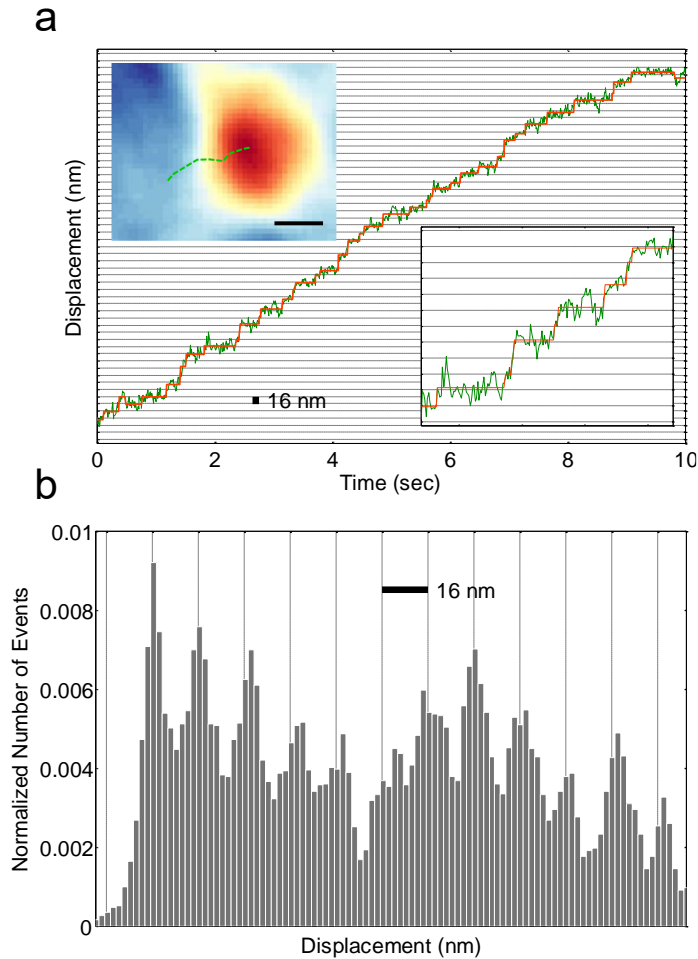 a
Displacement (nm)
16 nm
0 2 4 6 8 10
Time (sec)
b
0.01
0.008
0.006
0.004
0.002
0
Normalized Number of Events
16 nm
Displacement (nm)